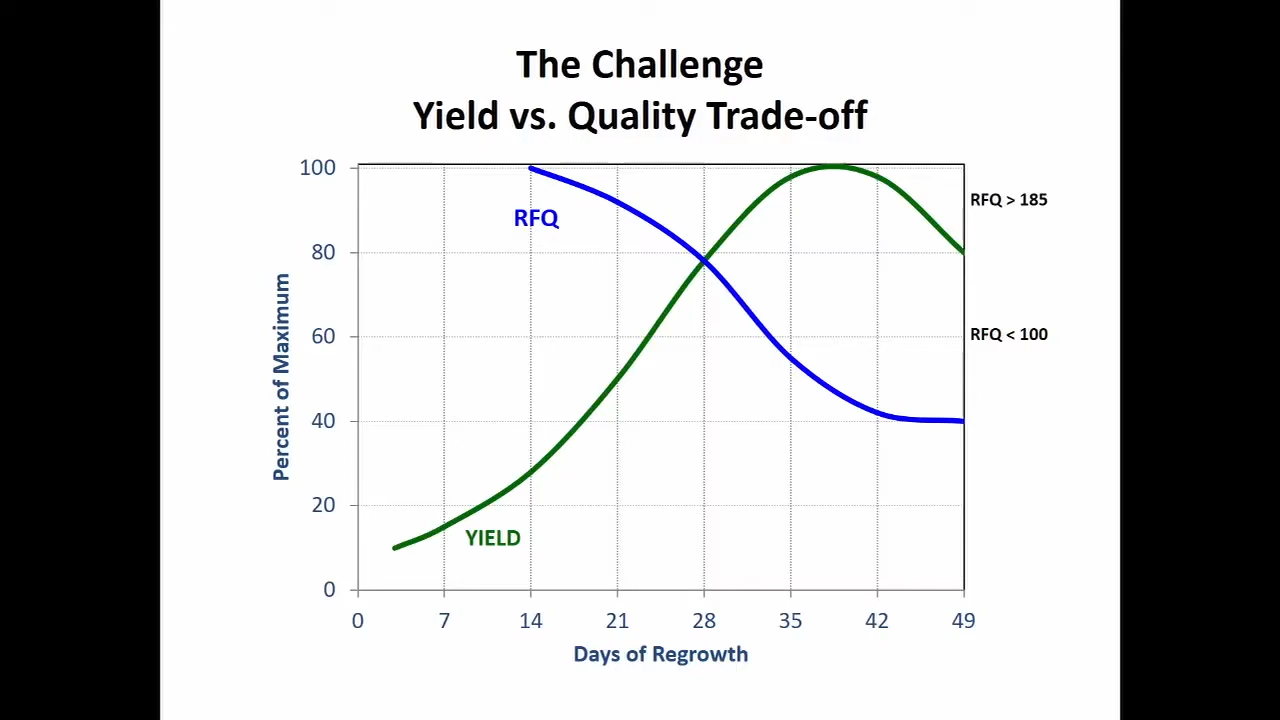 The Challenge
Yield vs. Quality Trade-off
100
80
60
40
20
0
Percent of Maximum
RFQ
YIELD
RFQ > 185
RFQ < 100
0 7 14 21 28 35 42 49
Days of Regrowth